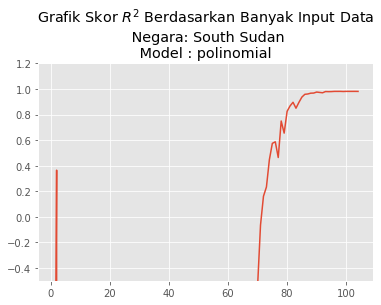 Grafik Skor R² Berdasarkan Banyak Input Data
Negara: South Sudan
Model : polinomial
1.2
1.0
0.8
0.6
0.4
0.2
0.0
−0.2
−0.4
0 20 40 60 80 100